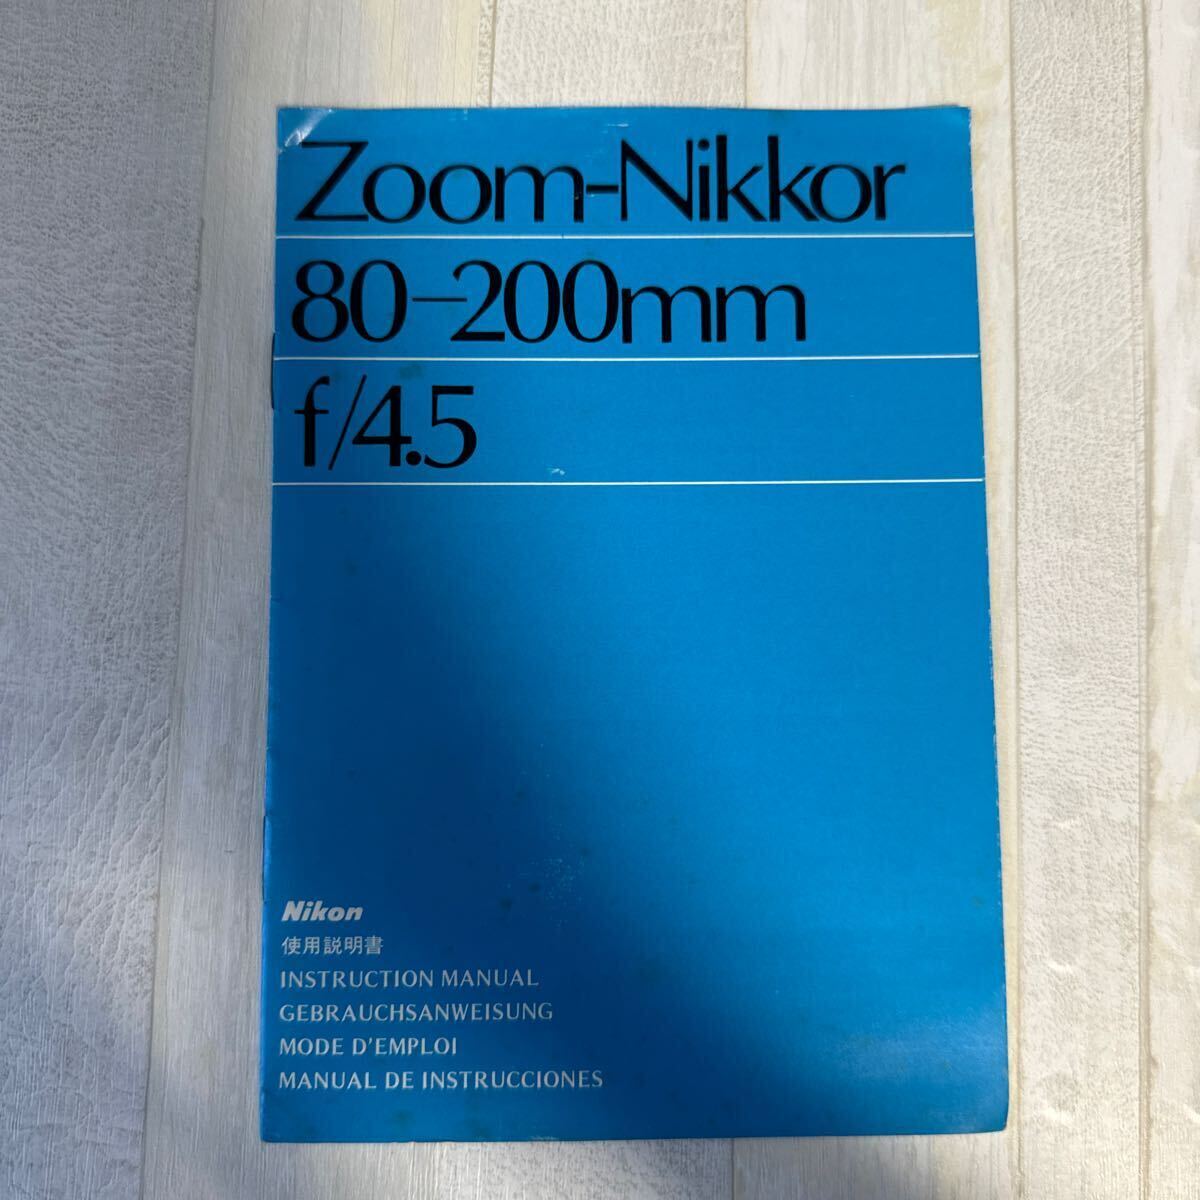 Zoom-Nikkor
80-200mm
f/4.5
Nikon
使用説明書
INSTRUCTION MANUAL
GEBRAUCHSANWEISUNG
MODE D'EMPLOI
MANUAL DE INSTRUCCIONES